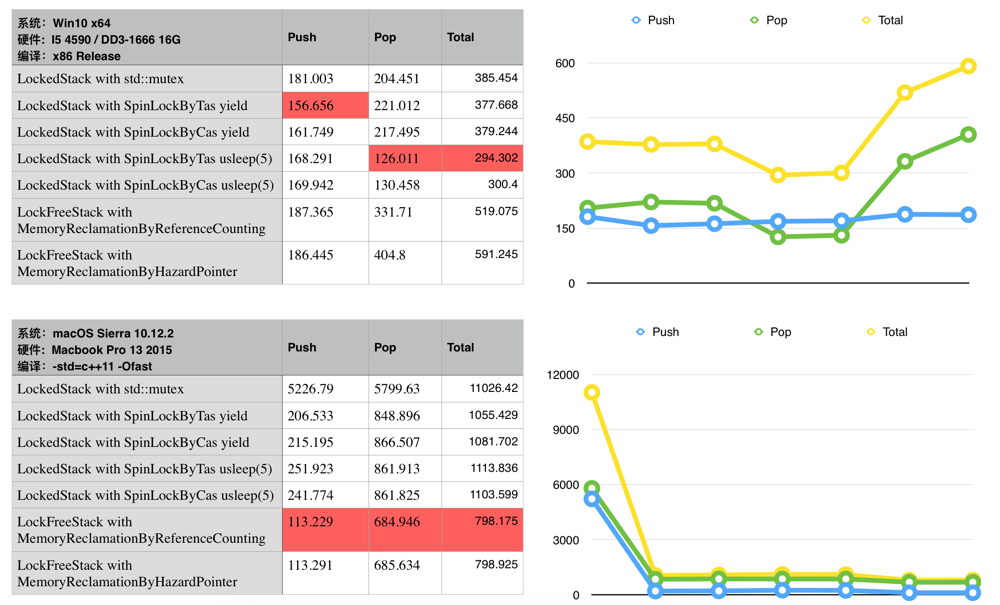 系统：Win10 x64
硬件：I5 4590 / DD3-1666 16G
编译：x86 Release
Push Pop Total
LockedStack with std::mutex 181.003 204.451 385.454
LockedStack with SpinLockByTas yield 156.656 221.012 377.668
LockedStack with SpinLockByCas yield 161.749 217.495 379.244
LockedStack with SpinLockByTas usleep(5) 168.291 126.011 294.302
LockedStack with SpinLockByCas usleep(5) 169.942 130.458 300.4
LockFreeStack with
MemoryReclamationByReferenceCounting 187.365 331.71 519.075
LockFreeStack with
MemoryReclamationByHazardPointer 186.445 404.8 591.245
Push Pop Total
600
450
300
150
0
系统：macOS Sierra 10.12.2
硬件：Macbook Pro 13 2015
编译：-std=c++11 -Ofast
Push Pop Total
LockedStack with std::mutex 5226.79 5799.63 11026.42
LockedStack with SpinLockByTas yield 206.533 848.896 1055.429
LockedStack with SpinLockByCas yield 215.195 866.507 1081.702
LockedStack with SpinLockByTas usleep(5) 251.923 861.913 1113.836
LockedStack with SpinLockByCas usleep(5) 241.774 861.825 1103.599
LockFreeStack with
MemoryReclamationByReferenceCounting 113.229 684.946 798.175
LockFreeStack with
MemoryReclamationByHazardPointer 113.291 685.634 798.925
Push Pop Total
12000
9000
6000
3000
0